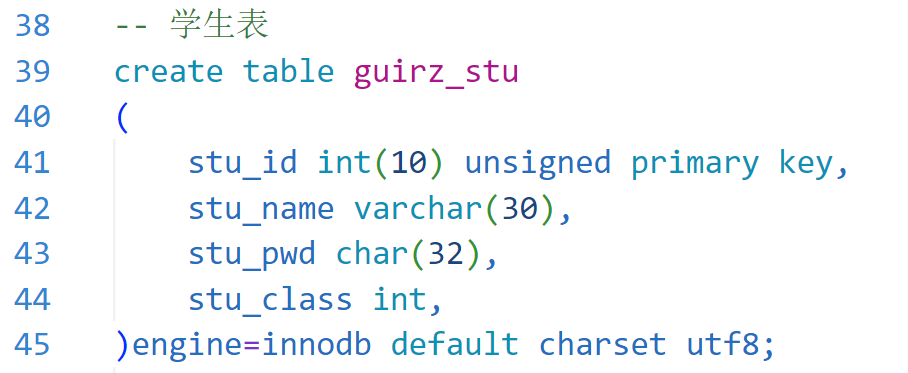 38 -- 学生表
39 create table guirz_stu
40 (
41 stu_id int(10) unsigned primary key,
42 stu_name varchar(30),
43 stu_pwd char(32),
44 stu_class int,
45 )engine=innodb default charset utf8;